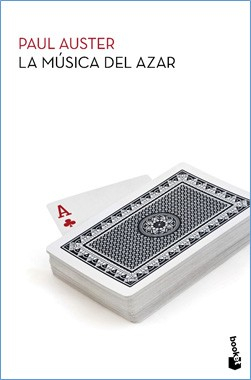 PAUL AUSTER
LA MÚSICA DEL AZAR
A
booket